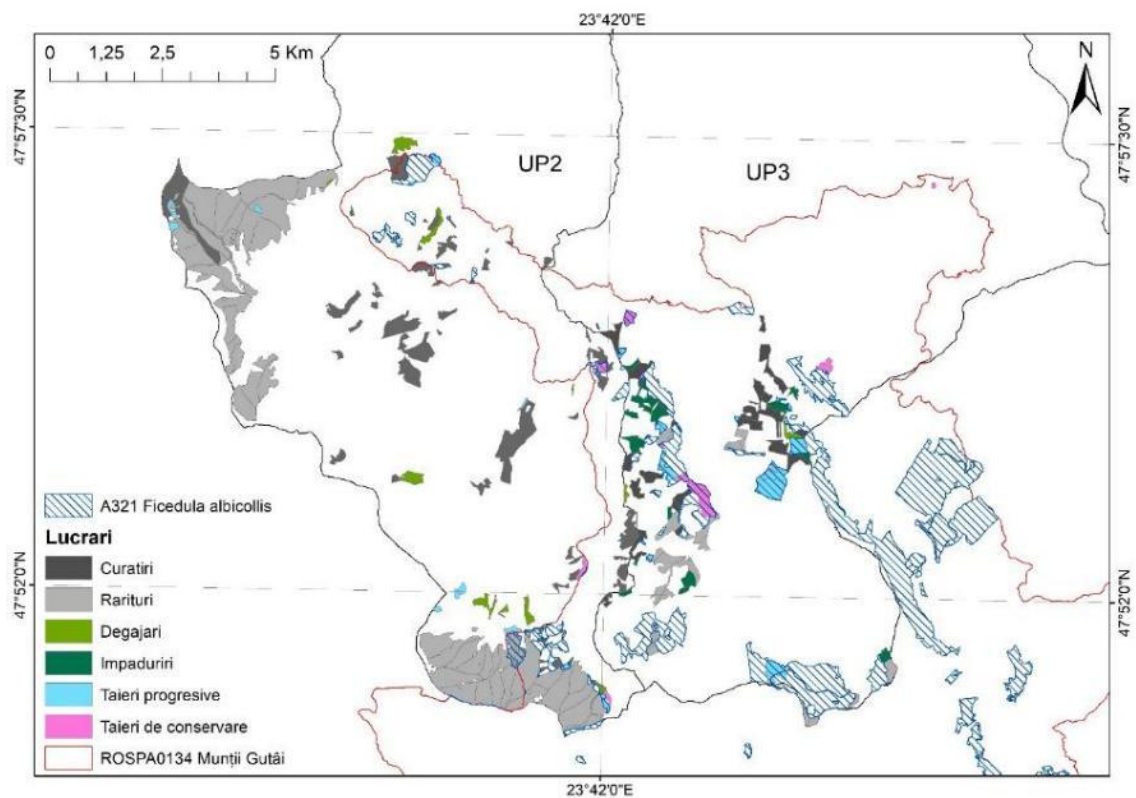 23°42'0"E
0 1,25 2,5 5 Km
N
47°57'30"N
47°57'30"N
UP2
UP3
A321 Ficedula albicollis
Lucrari
Curatiri
Rarituri
Degajari
Impaduriri
Taieri progresive
Taieri de conservare
ROSPA0134 Munții Gutâi
47°52'0"N
47°52'0"N
23°42'0"E